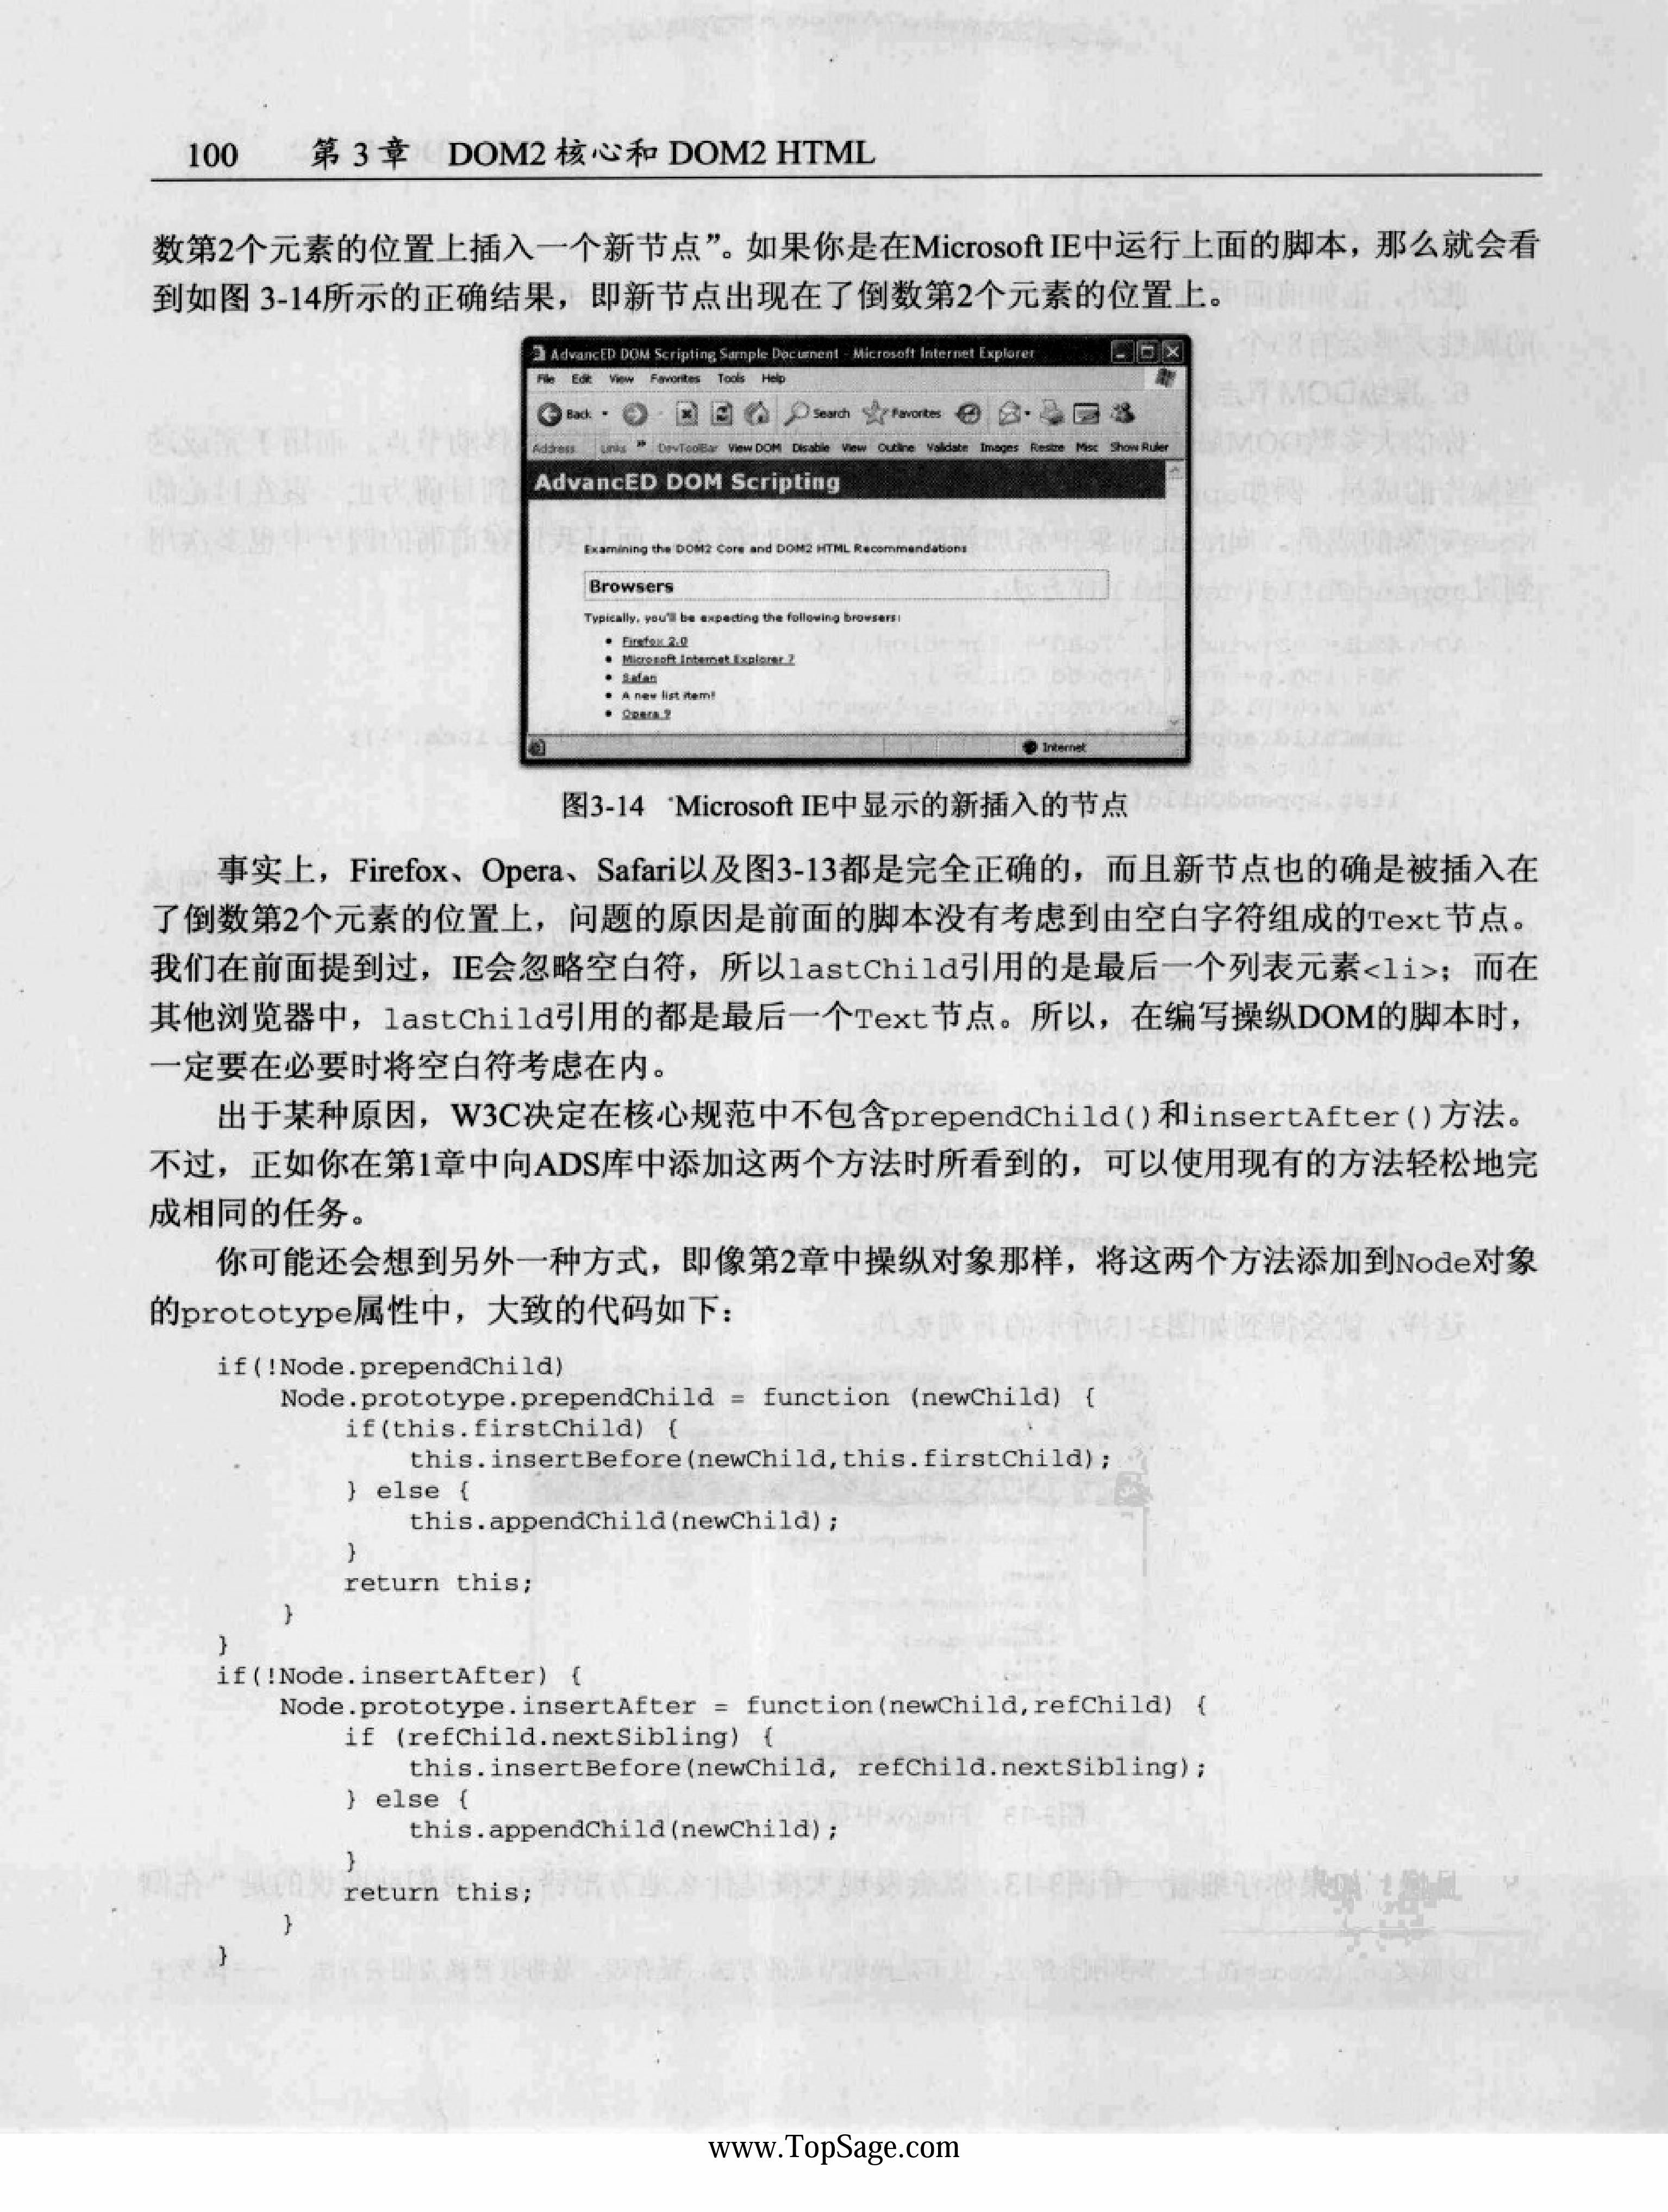 100 第 3 章 DOM2 核心和 DOM2 HTML
数第2个元素的位置上插入一个新节点”。如果你是在Microsoft IE中运行上面的脚本，那么就会看
到如图 3-14所示的正确结果，即新节点出现在了倒数第2个元素的位置上。
AdvancED DOM Scripting Sample Document - Microsoft Internet Explorer
File Edit View Favorites Tools Help
Back Search Favorites
Address Links » DevToolBar View DOM Disable View Outline Validate Images Resize Misc Show Ruler
AdvancED DOM Scripting
Examining the DOM2 Core and DOM2 HTML Recommendations
Browsers
Typically, you'll be expecting the following browsers:
• Firefox 2.0
• Microsoft Internet Explorer 7
• Safari
• A new list item!
• Opera 9
Internet
图3-14 Microsoft IE中显示的新插入的节点
事实上，Firefox、Opera、Safari以及图3-13都是完全正确的，而且新节点也的确是被插入在
了倒数第2个元素的位置上，问题的原因是前面的脚本没有考虑到由空白字符组成的Text节点。
我们在前面提到过，IE会忽略空白符，所以lastChild引用的是最后一个列表元素<li>；而在
其他浏览器中，lastChild引用的都是最后一个Text节点。所以，在编写操纵DOM的脚本时，
一定要在必要时将空白符考虑在内。
出于某种原因，W3C决定在核心规范中不包含prependChild()和insertAfter()方法。
不过，正如你在第1章中向ADS库中添加这两个方法时所看到的，可以使用现有的方法轻松地完
成相同的任务。
你可能还会想到另外一种方式，即像第2章中操纵对象那样，将这两个方法添加到Node对象
的prototype属性中，大致的代码如下：
if(!Node.prependChild)
Node.prototype.prependChild = function (newChild) {
if(this.firstChild) {
this.insertBefore(newChild,this.firstChild);
} else {
this.appendChild(newChild);
}
return this;
}
}
if(!Node.insertAfter) {
Node.prototype.insertAfter = function(newChild,refChild) {
if (refChild.nextSibling) {
this.insertBefore(newChild, refChild.nextSibling);
} else {
this.appendChild(newChild);
}
return this;
}
}
www.TopSage.com